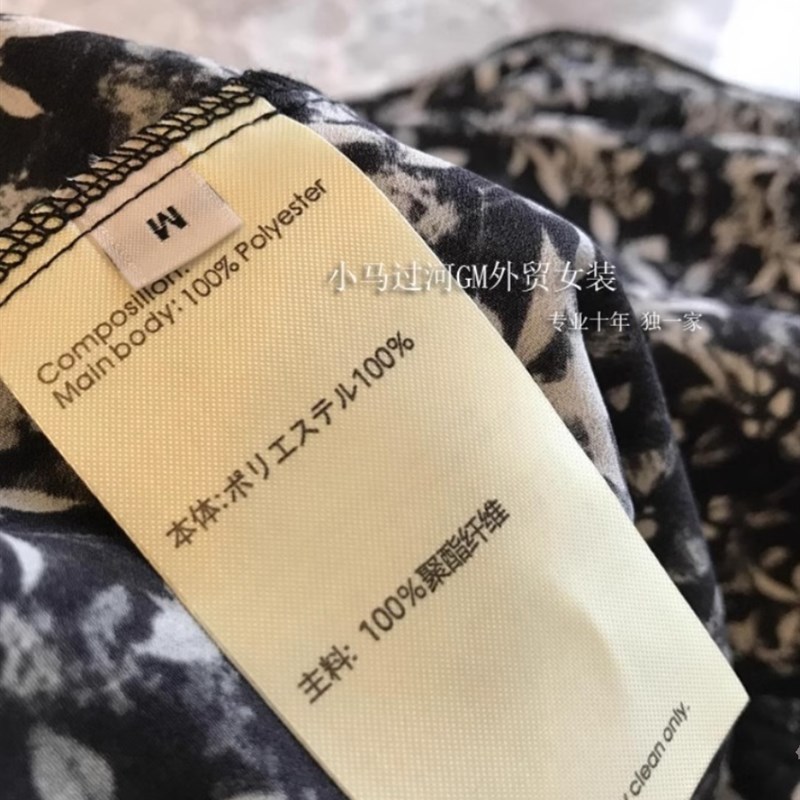 M
Composition:
Main body: 100% Polyester
本体:ポリエステル100%
主料: 100%聚酯纤维
clean only.
小马过河GM外贸女装
专业十年 独一家